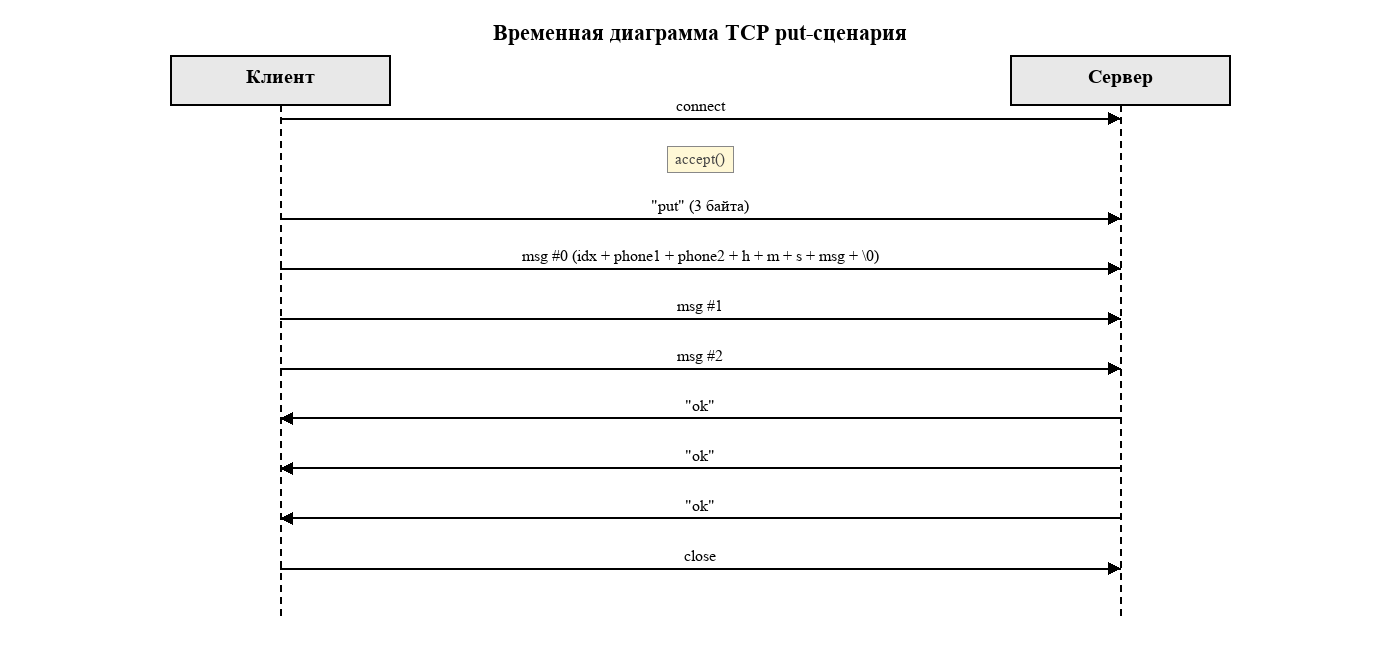 Временная диаграмма TCP put-сценария
Клиент
Сервер
connect
accept()
"put" (3 байта)
msg #0 (idx + phone1 + phone2 + h + m + s + msg + \0)
msg #1
msg #2
"ok"
"ok"
"ok"
close